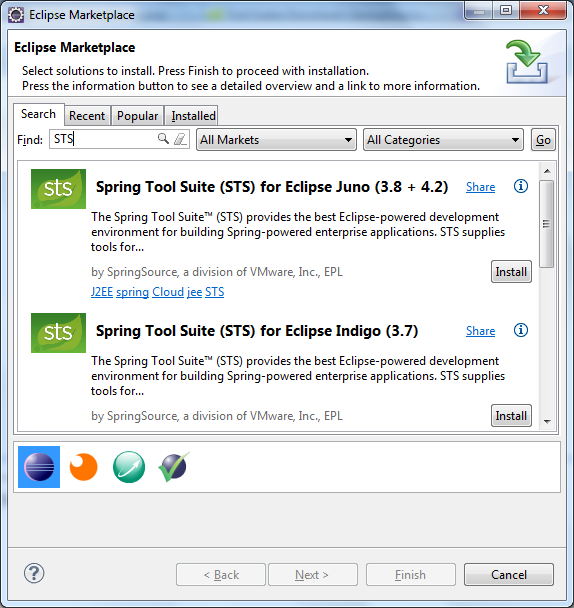 Eclipse Marketplace
Eclipse Marketplace
Select solutions to install. Press Finish to proceed with installation.
Press the information button to see a detailed overview and a link to more information.
Search Recent Popular Installed
Find: STS All Markets All Categories Go
sts Spring Tool Suite (STS) for Eclipse Juno (3.8 + 4.2) Share
The Spring Tool Suite™ (STS) provides the best Eclipse-powered development
environment for building Spring-powered enterprise applications. STS supplies
tools for...
by SpringSource, a division of VMware, Inc., EPL Install
J2EE spring Cloud jee STS
sts Spring Tool Suite (STS) for Eclipse Indigo (3.7) Share
The Spring Tool Suite™ (STS) provides the best Eclipse-powered development
environment for building Spring-powered enterprise applications. STS supplies
tools for...
by SpringSource, a division of VMware, Inc., EPL Install
< Back Next > Finish Cancel